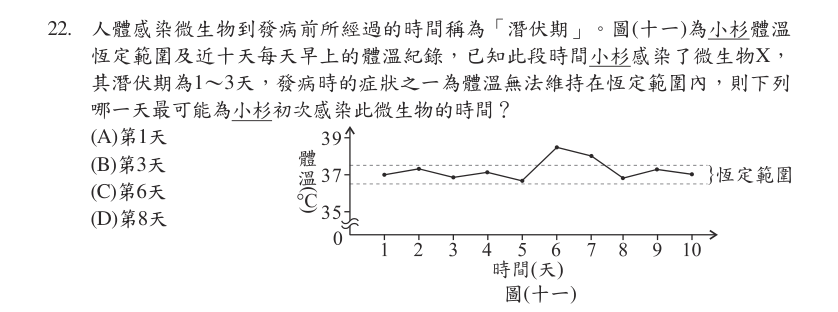 22. 人體感染微生物到發病前所經過的時間稱為「潛伏期」。圖(十一)為小杉體溫
恆定範圍及近十天每天早上的體溫紀錄，已知此段時間小杉感染了微生物X，
其潛伏期為1～3天，發病時的症狀之一為體溫無法維持在恆定範圍內，則下列
哪一天最可能為小杉初次感染此微生物的時間？
(A)第1天
(B)第3天
(C)第6天
(D)第8天
體溫(℃)
39
37
35
0
恆定範圍
1 2 3 4 5 6 7 8 9 10
時間(天)
圖(十一)